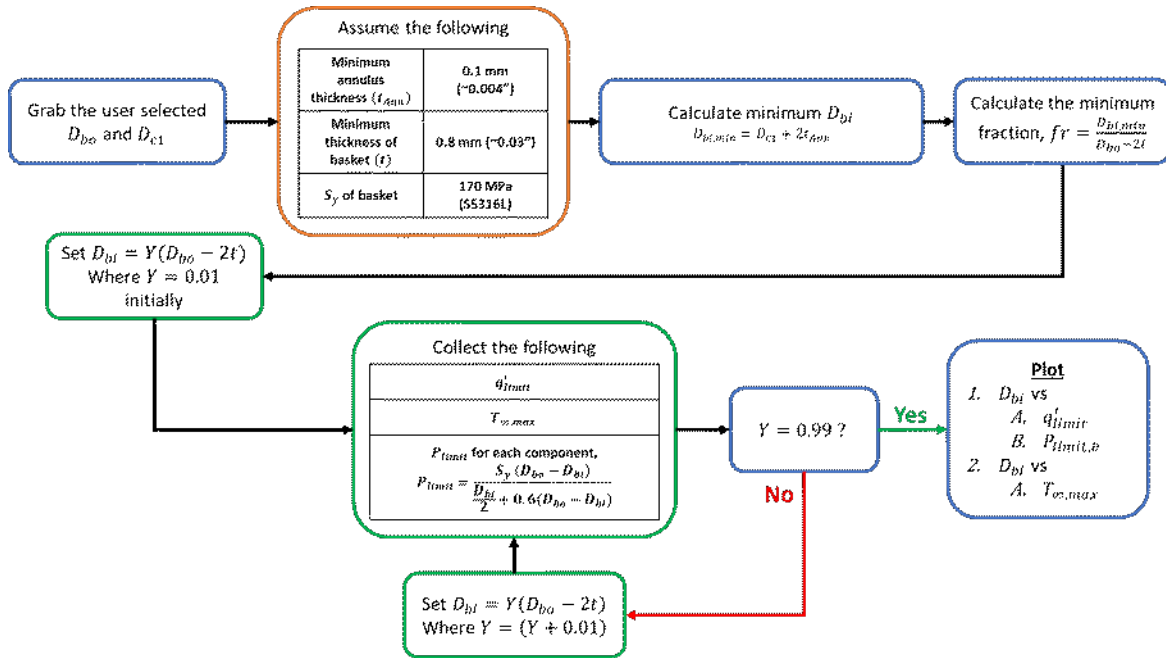 Grab the user selected
D_bo and D_c1
Assume the following
Minimum
annulus
thickness (t_Ann)
0.1 mm
(~0.004")
Minimum
thickness of
basket (t)
0.8 mm (~0.03")
S_y of basket
170 MPa
(SS316L)
Calculate minimum D_bi
D_bi,min = D_c1 + 2t_Ann
Calculate the minimum
fraction, fr = D_bi,min / (D_bo − 2t)
Set D_bi = Y(D_bo − 2t)
Where Y = 0.01
initially
Collect the following
q'_limit
T_∞,max
P_limit for each component,
P_limit = S_y (D_bo − D_bi) / (D_bi/2 + 0.6(D_bo − D_bi))
Y = 0.99 ?
Yes
No
Plot
1. D_bi vs
A. q'_limit
B. P_limit,b
2. D_bi vs
A. T_∞,max
Set D_bi = Y(D_bo − 2t)
Where Y = (Y + 0.01)